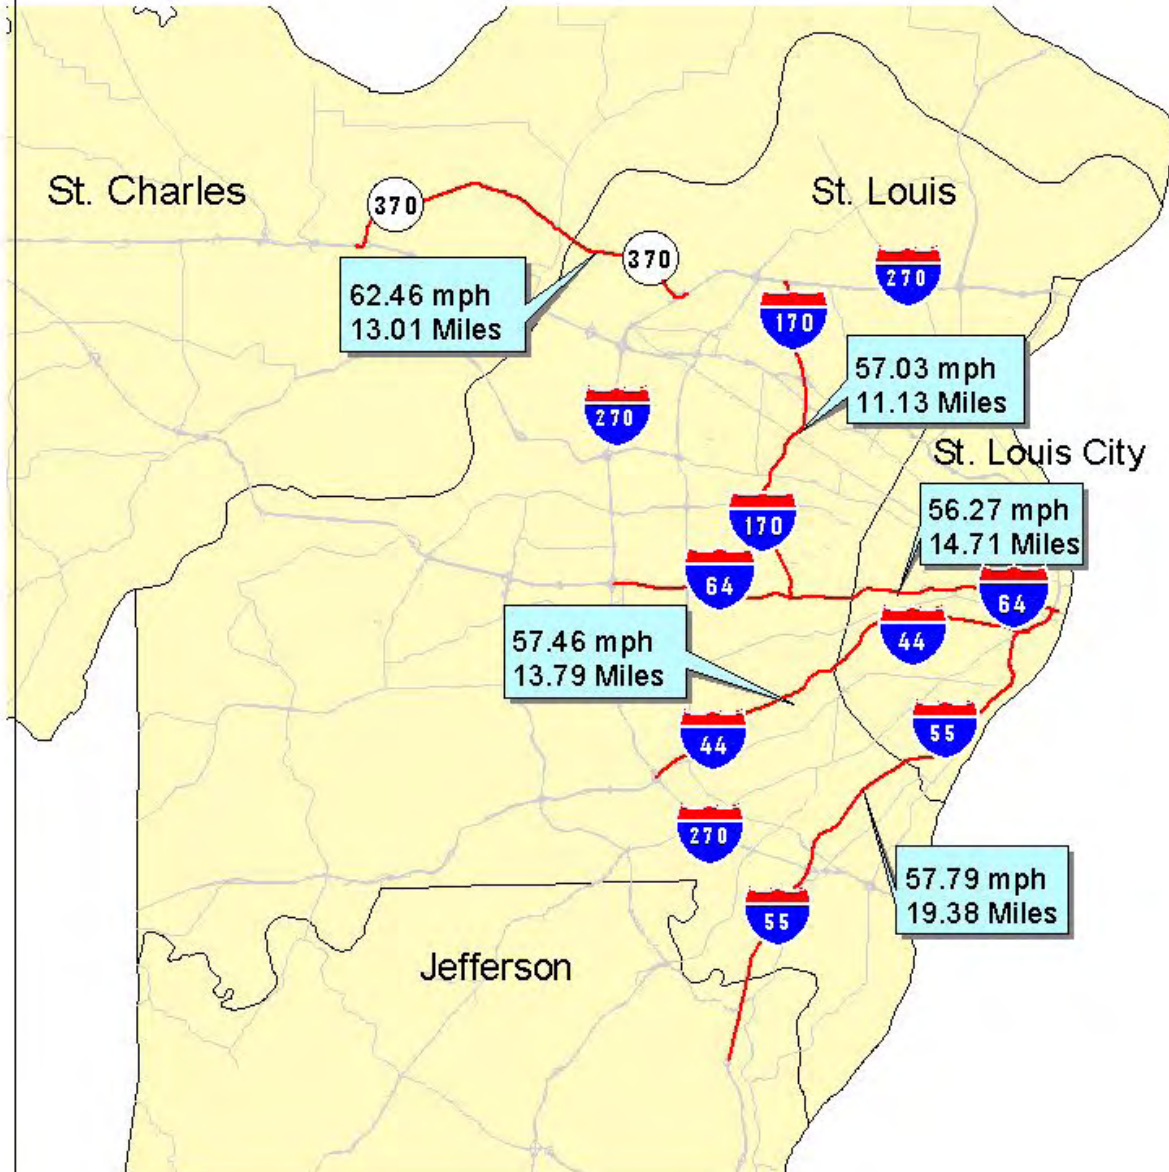 St. Charles
St. Louis
370
370
270
62.46 mph
13.01 Miles
170
57.03 mph
11.13 Miles
270
St. Louis City
56.27 mph
14.71 Miles
170
64
64
57.46 mph
13.79 Miles
44
44
55
270
57.79 mph
19.38 Miles
55
Jefferson